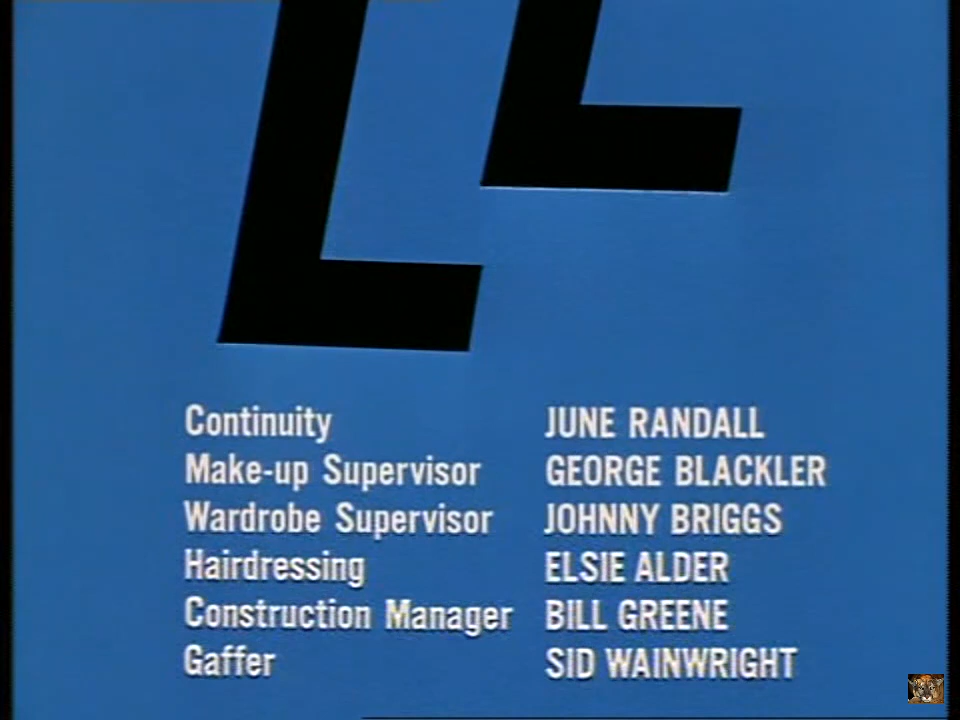 Continuity JUNE RANDALL
Make-up Supervisor GEORGE BLACKLER
Wardrobe Supervisor JOHNNY BRIGGS
Hairdressing ELSIE ALDER
Construction Manager BILL GREENE
Gaffer SID WAINWRIGHT